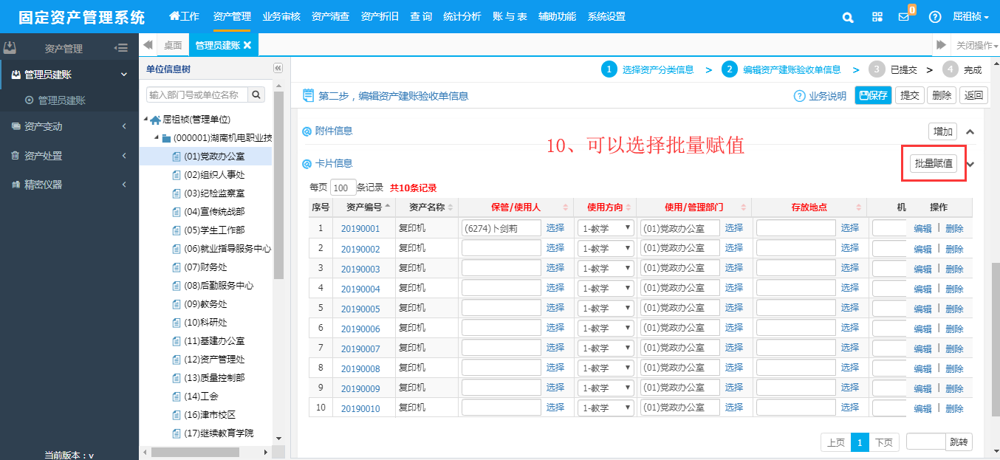 固定资产管理系统 工作 资产管理 业务审核 资产清查 资产折旧 查 询 统计分析 账 与 表 辅助功能 系统设置 0 屈祖祯
资产管理 桌面 管理员建账 关闭操作
管理员建账
管理员建账
资产变动
资产处置
精密仪器
当前版本：v
单位信息树
输入部门号或单位名称
屈祖祯(管理单位)
(000001)湖南机电职业技
(01)党政办公室
(02)组织人事处
(03)纪检监察室
(04)宣传统战部
(05)学生工作部
(06)就业指导服务中心
(07)财务处
(08)后勤服务中心
(09)教务处
(10)科研处
(11)基建办公室
(12)资产管理处
(13)质量控制部
(14)工会
(16)津市校区
(17)继续教育学院
1 选择资产分类信息 > 2 编辑资产建账验收单信息 > 3 已提交 > 4 完成
第二步，编辑资产建账验收单信息 业务说明 保存 提交 删除 返回
附件信息 增加
10、可以选择批量赋值
卡片信息 批量赋值
每页 100 条记录 共10条记录
序号 资产编号 资产名称 保管/使用人 使用方向 使用/管理部门 存放地点 机 操作
1 20190001 复印机 (6274)卜剑莉 选择 1-教学 (01)党政办公室 选择 选择 编辑 | 删除
2 20190002 复印机 选择 1-教学 (01)党政办公室 选择 选择 编辑 | 删除
3 20190003 复印机 选择 1-教学 (01)党政办公室 选择 选择 编辑 | 删除
4 20190004 复印机 选择 1-教学 (01)党政办公室 选择 选择 编辑 | 删除
5 20190005 复印机 选择 1-教学 (01)党政办公室 选择 选择 编辑 | 删除
6 20190006 复印机 选择 1-教学 (01)党政办公室 选择 选择 编辑 | 删除
7 20190007 复印机 选择 1-教学 (01)党政办公室 选择 选择 编辑 | 删除
8 20190008 复印机 选择 1-教学 (01)党政办公室 选择 选择 编辑 | 删除
9 20190009 复印机 选择 1-教学 (01)党政办公室 选择 选择 编辑 | 删除
10 20190010 复印机 选择 1-教学 (01)党政办公室 选择 选择 编辑 | 删除
上页 1 下页 跳转